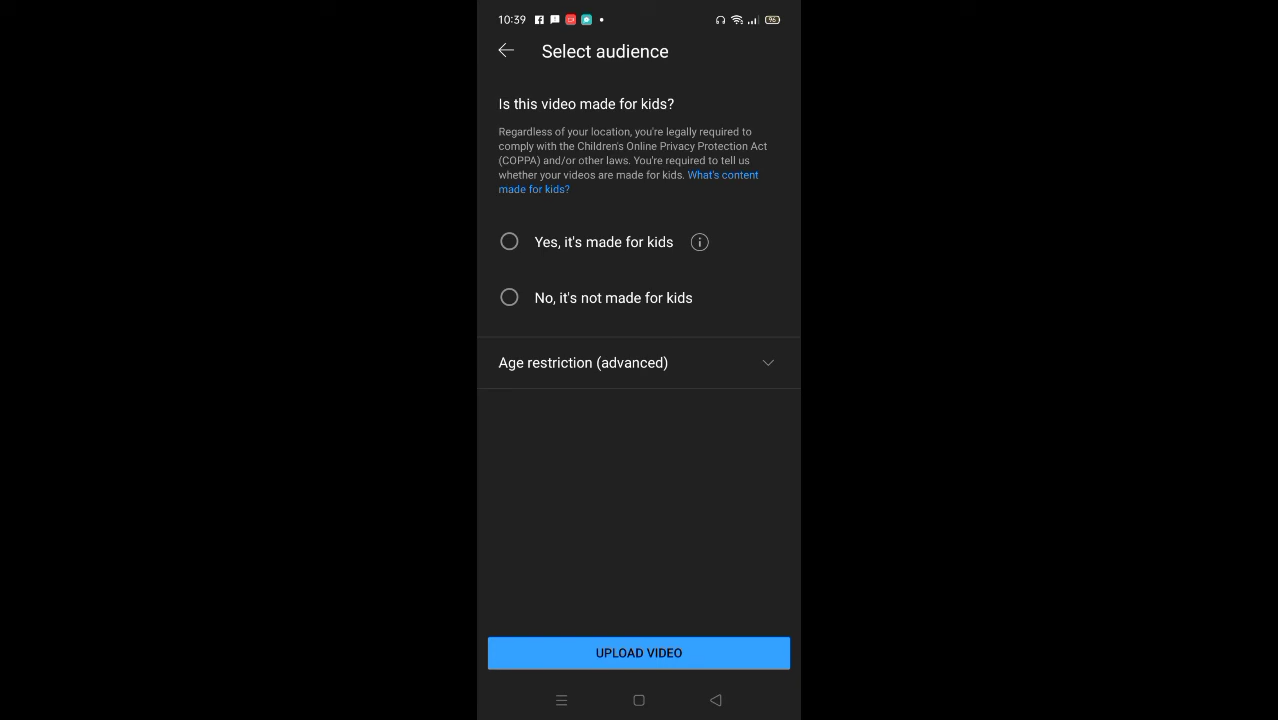 10:39
96
Select audience
Is this video made for kids?
Regardless of your location, you're legally required to
comply with the Children's Online Privacy Protection Act
(COPPA) and/or other laws. You're required to tell us
whether your videos are made for kids. What's content
made for kids?
Yes, it's made for kids
No, it's not made for kids
Age restriction (advanced)
UPLOAD VIDEO